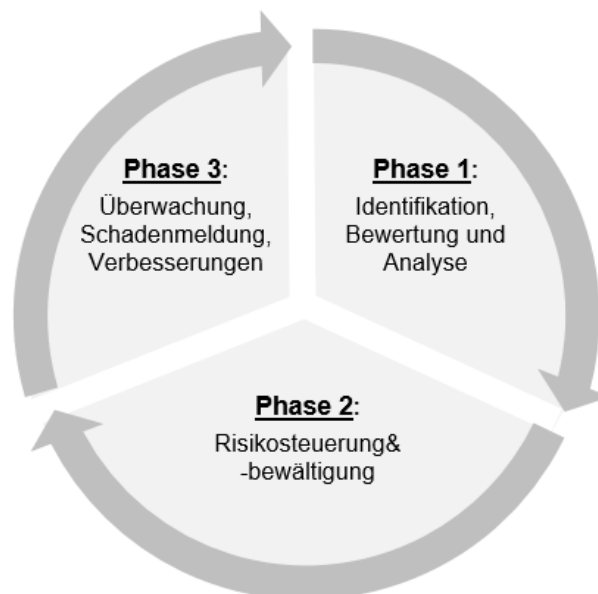 Phase 3:
Überwachung,
Schadenmeldung,
Verbesserungen
Phase 1:
Identifikation,
Bewertung und
Analyse
Phase 2:
Risikosteuerung&
-bewältigung